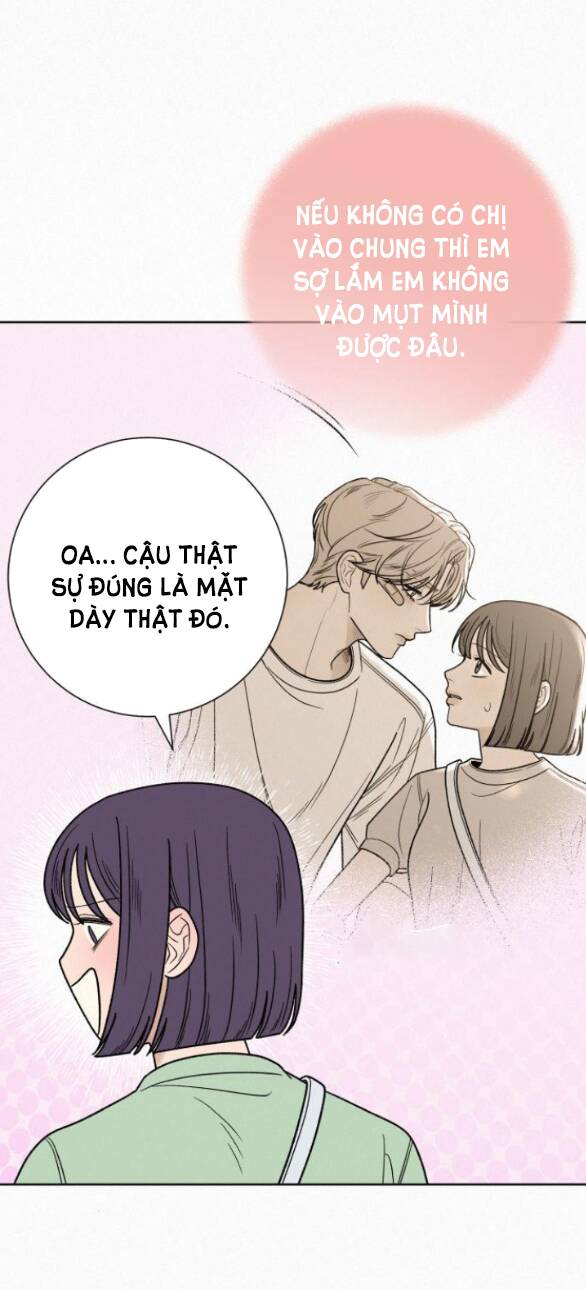 NẾU KHÔNG CÓ CHỊ
VÀO CHUNG THÌ EM
SỢ LẮM EM KHÔNG
VÀO MỤT MÌNH
ĐƯỢC ĐÂU.
OA... CẬU THẬT
SỰ ĐÚNG LÀ MẶT
DÀY THẬT ĐÓ.